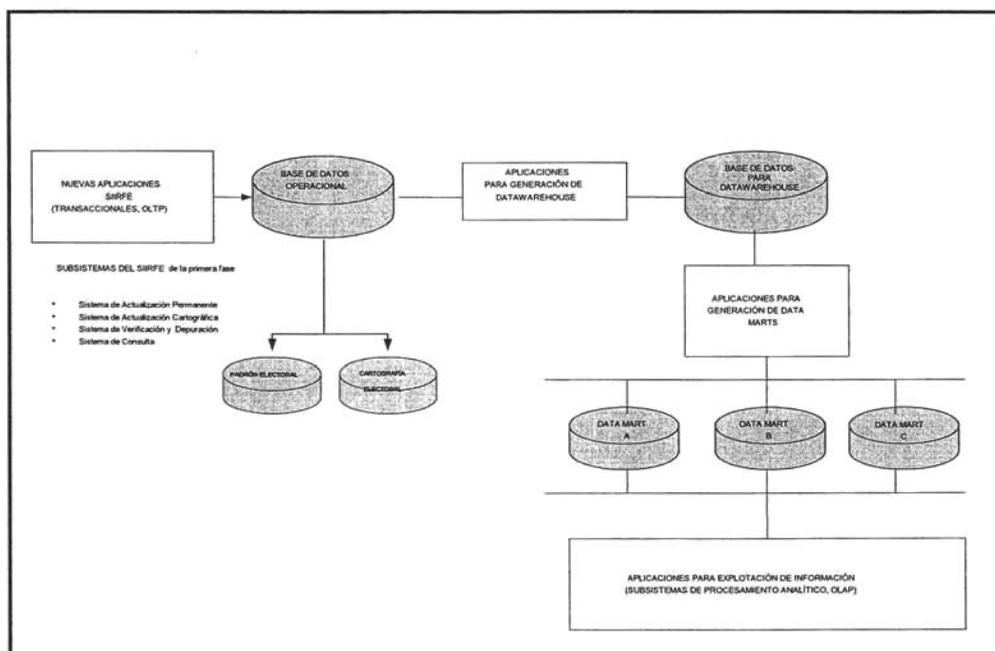 NUEVAS APLICACIONES
SIIRFE
(TRANSACCIONALES, OLTP)
BASE DE DATOS
OPERACIONAL
APLICACIONES
PARA GENERACIÓN DE
DATAWAREHOUSE
BASE DE DATOS
PARA
DATAWAREHOUSE
SUBSISTEMAS DEL SIIRFE de la primera fase
* Sistema de Actualización Permanente
* Sistema de Actualización Cartográfica
* Sistema de Verificación y Depuración
* Sistema de Consulta
PADRÓN ELECTORAL
CARTOGRAFÍA
ELECTORAL
APLICACIONES PARA
GENERACIÓN DE DATA
MARTS
DATA MART
A
DATA MART
B
DATA MART
C
APLICACIONES PARA EXPLOTACIÓN DE INFORMACIÓN
(SUBSISTEMAS DE PROCESAMIENTO ANALÍTICO, OLAP)